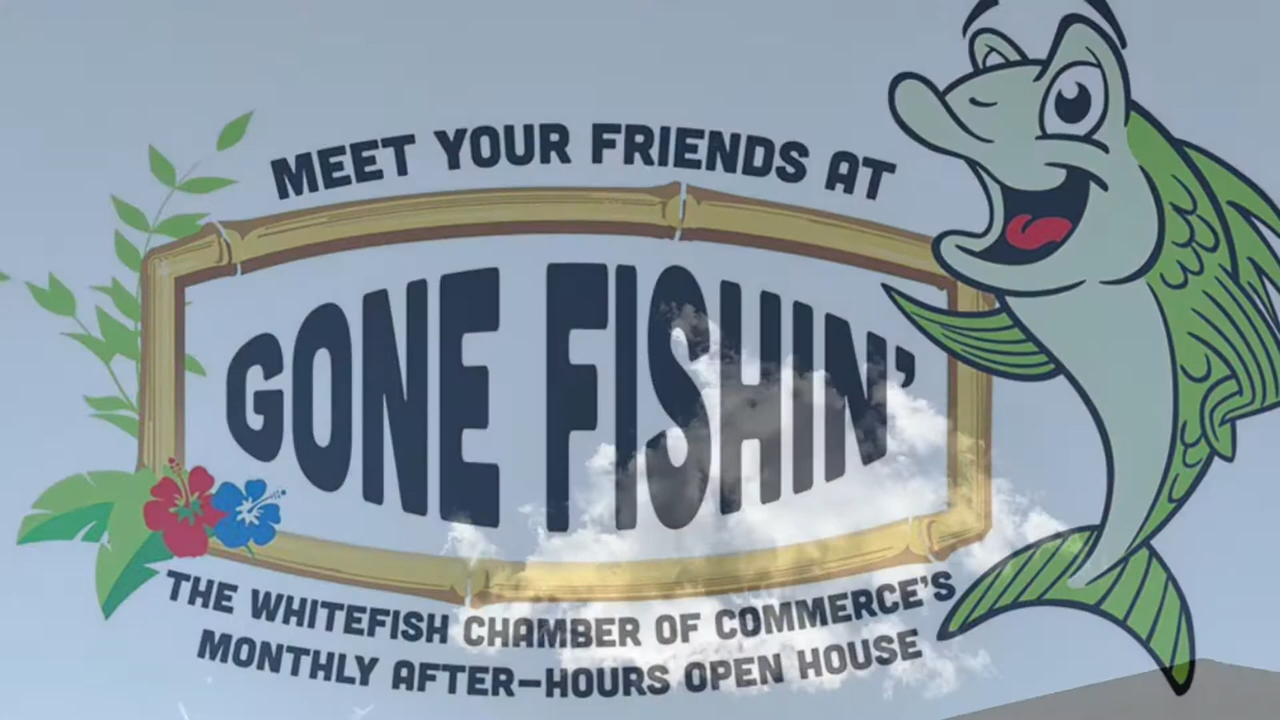 MEET YOUR FRIENDS AT
GONE FISHIN'
THE WHITEFISH CHAMBER OF COMMERCE'S
MONTHLY AFTER-HOURS OPEN HOUSE